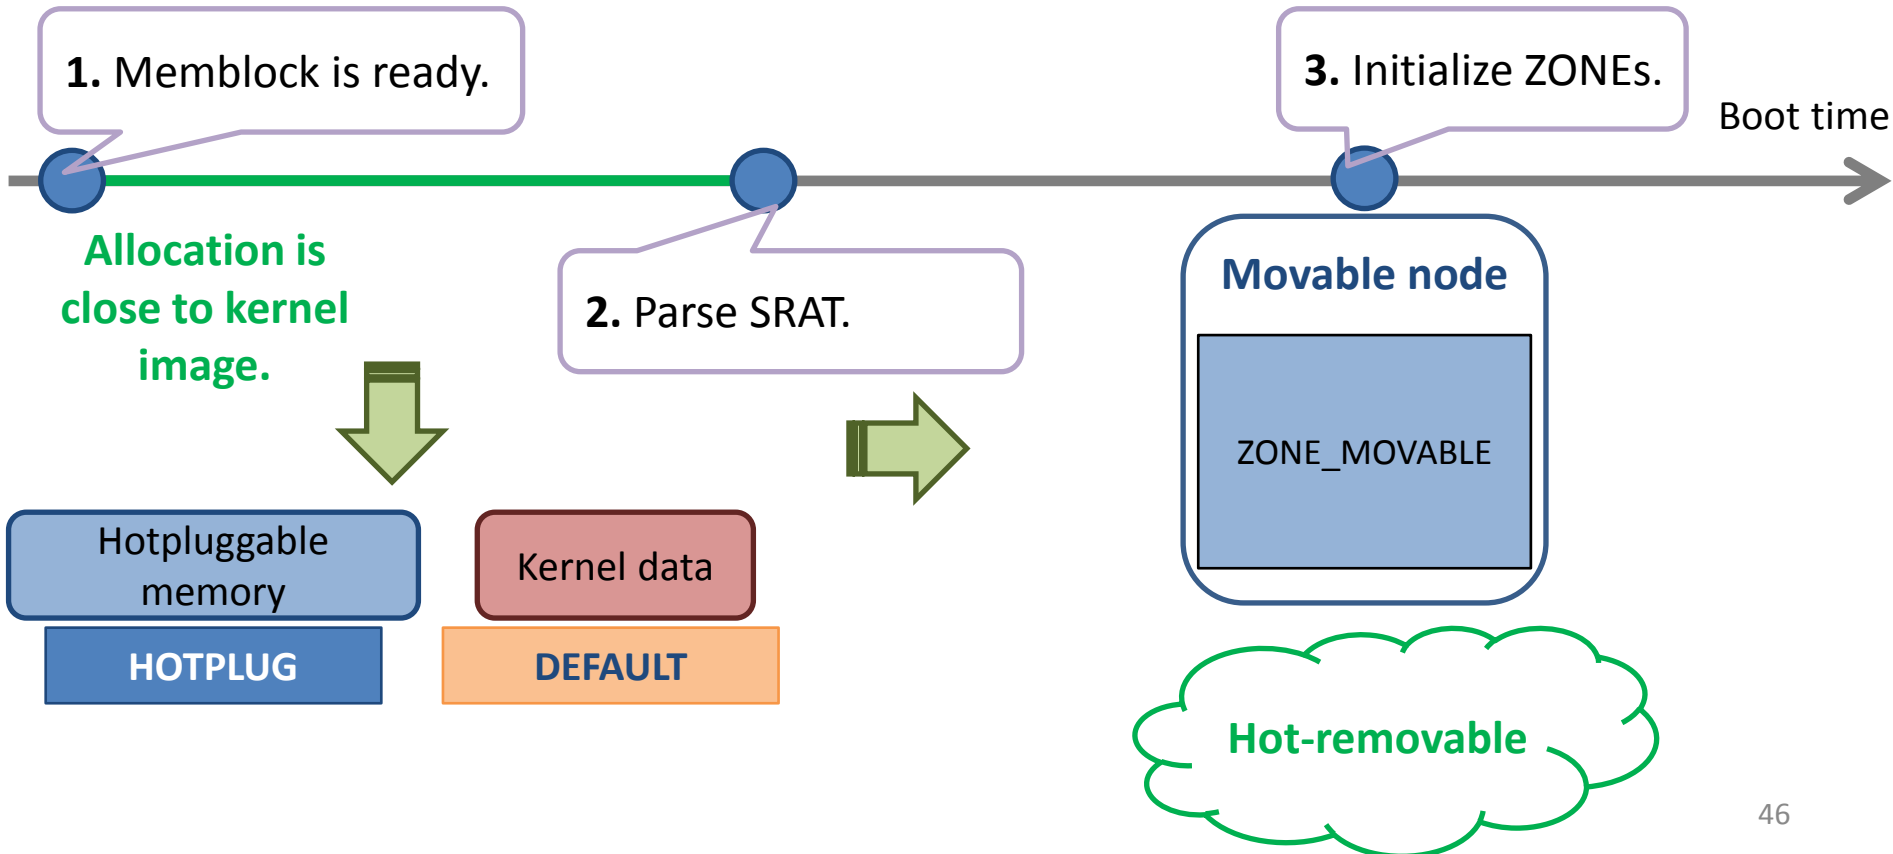 1. Memblock is ready.
3. Initialize ZONEs.
Boot time
Allocation is
close to kernel
image.
2. Parse SRAT.
Movable node
ZONE_MOVABLE
Hotpluggable
memory
Kernel data
HOTPLUG
DEFAULT
Hot-removable
46